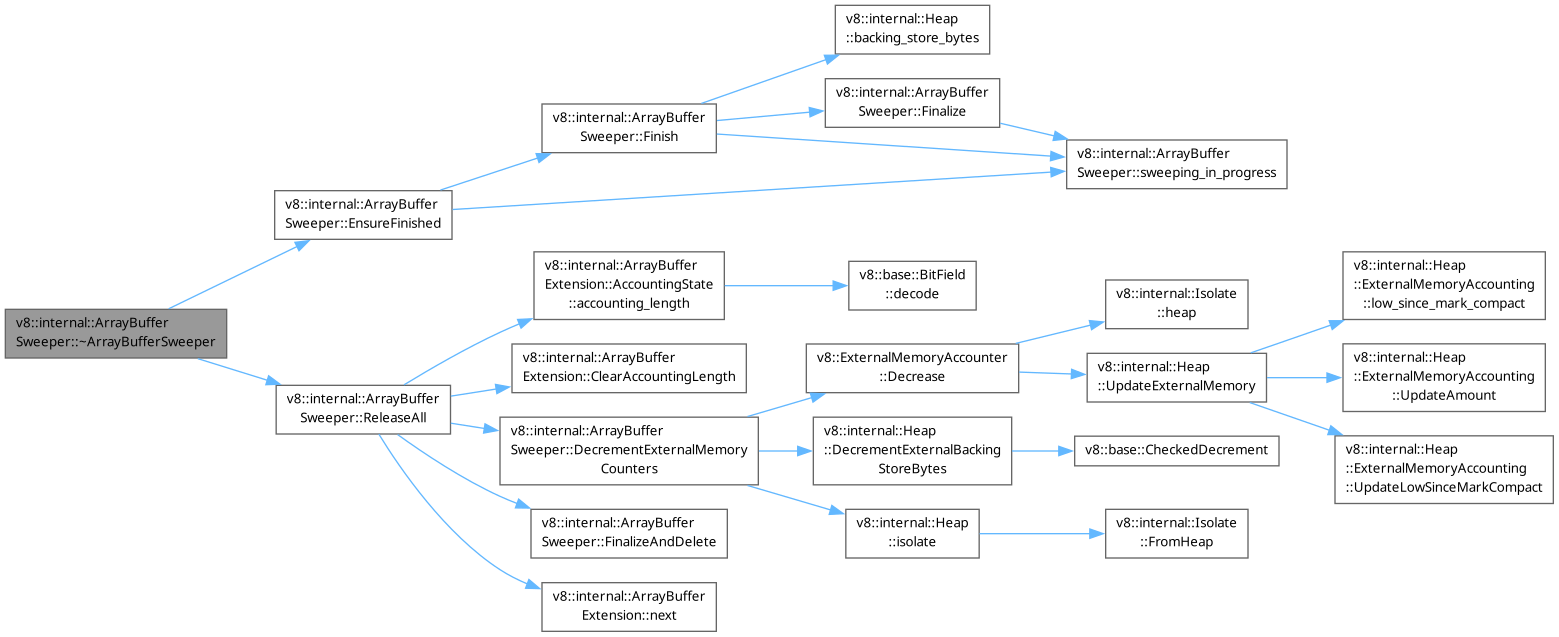 v8::internal::Heap
::backing_store_bytes
v8::internal::ArrayBuffer
Sweeper::Finalize
v8::internal::ArrayBuffer
Sweeper::Finish
v8::internal::ArrayBuffer
Sweeper::sweeping_in_progress
v8::internal::ArrayBuffer
Sweeper::EnsureFinished
v8::internal::ArrayBuffer
Sweeper::~ArrayBufferSweeper
v8::internal::ArrayBuffer
Extension::AccountingState
::accounting_length
v8::base::BitField
::decode
v8::internal::ArrayBuffer
Extension::ClearAccountingLength
v8::internal::ArrayBuffer
Sweeper::ReleaseAll
v8::internal::ArrayBuffer
Sweeper::DecrementExternalMemory
Counters
v8::ExternalMemoryAccounter
::Decrease
v8::internal::Isolate
::heap
v8::internal::Heap
::UpdateExternalMemory
v8::internal::Heap
::ExternalMemoryAccounting
::low_since_mark_compact
v8::internal::Heap
::ExternalMemoryAccounting
::UpdateAmount
v8::internal::Heap
::ExternalMemoryAccounting
::UpdateLowSinceMarkCompact
v8::internal::Heap
::DecrementExternalBacking
StoreBytes
v8::base::CheckedDecrement
v8::internal::Heap
::isolate
v8::internal::Isolate
::FromHeap
v8::internal::ArrayBuffer
Sweeper::FinalizeAndDelete
v8::internal::ArrayBuffer
Extension::next